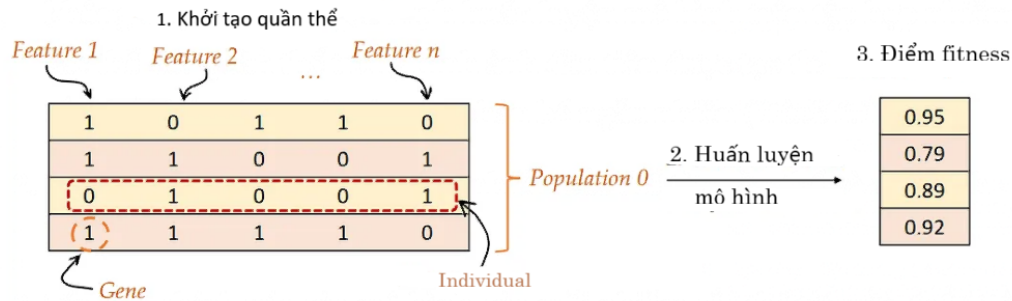 1. Khởi tạo quần thể
Feature 1
Feature 2
...
Feature n
3. Điểm fitness
1 0 1 1 0
1 1 0 0 1
0 1 0 0 1
1 1 1 1 0
Population 0
2. Huấn luyện
mô hình
0.95
0.79
0.89
0.92
Gene
Individual